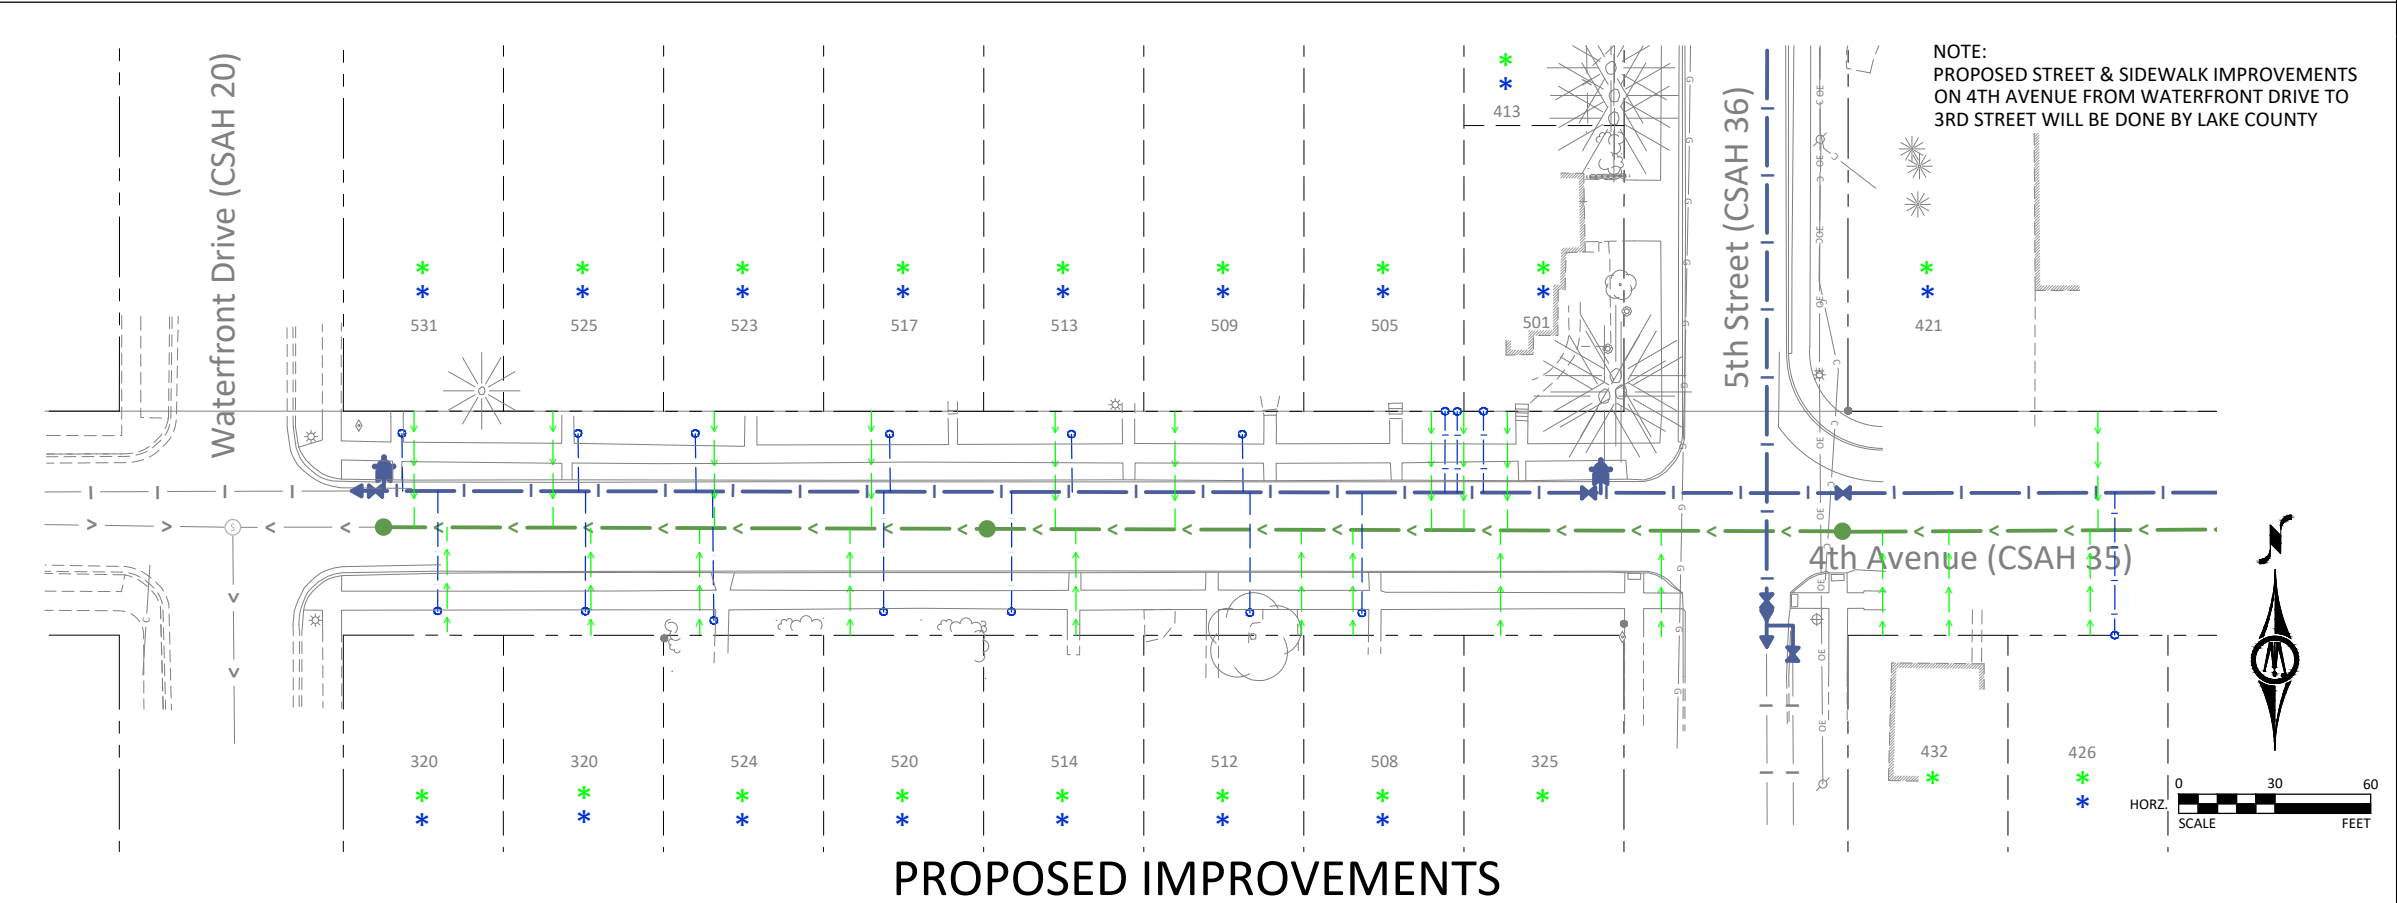 NOTE:
PROPOSED STREET & SIDEWALK IMPROVEMENTS
ON 4TH AVENUE FROM WATERFRONT DRIVE TO
3RD STREET WILL BE DONE BY LAKE COUNTY
Waterfront Drive (CSAH 20)
5th Street (CSAH 36)
413
531
525
523
517
513
509
505
501
421
S
4th Avenue (CSAH 35)
N
320
320
524
520
514
512
508
325
432
426
0 30 60
HORZ.
SCALE FEET
PROPOSED IMPROVEMENTS